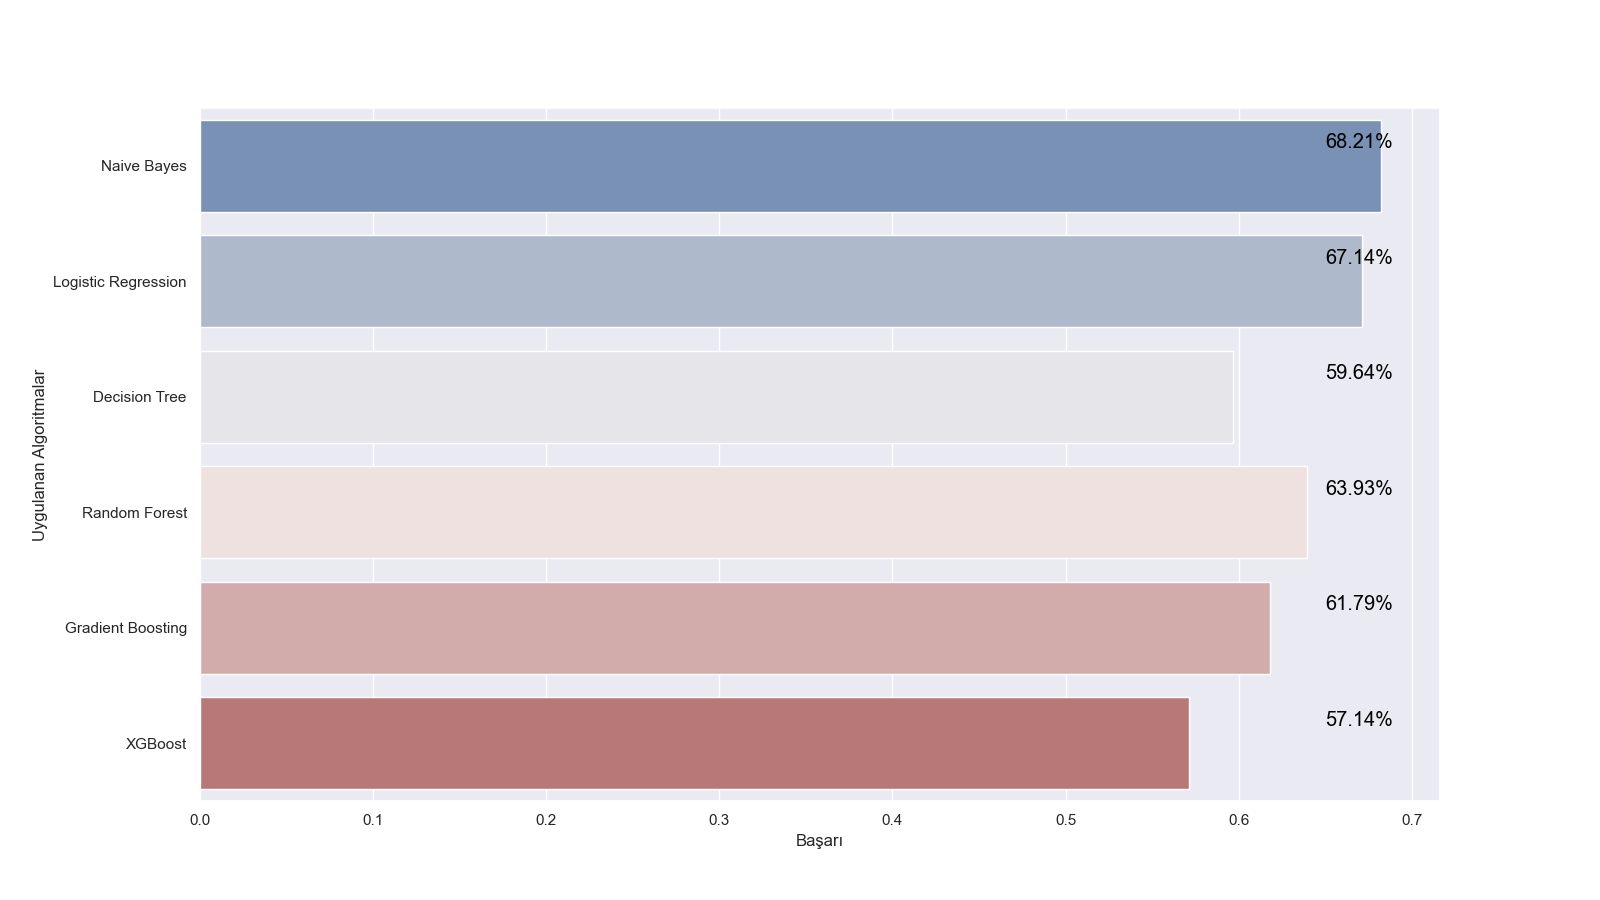 Uygulanan Algoritmalar
Naive Bayes
68.21%
Logistic Regression
67.14%
Decision Tree
59.64%
Random Forest
63.93%
Gradient Boosting
61.79%
XGBoost
57.14%
0.0 0.1 0.2 0.3 0.4 0.5 0.6 0.7
Başarı